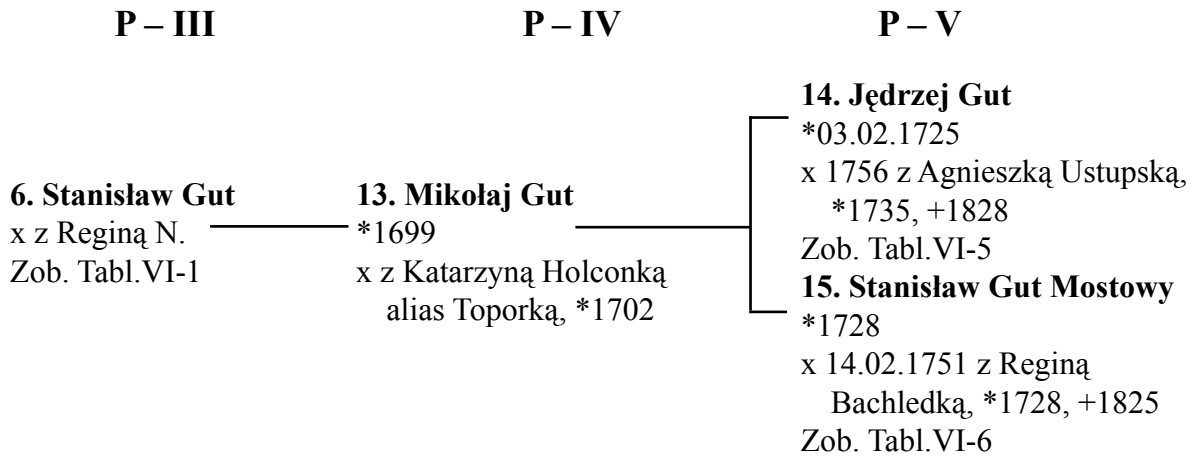 P – III
P – IV
P – V
6. Stanisław Gut
x z Reginą N.
Zob. Tabl.VI-1
13. Mikołaj Gut
*1699
x z Katarzyną Holconką
alias Toporką, *1702
14. Jędrzej Gut
*03.02.1725
x 1756 z Agnieszką Ustupską,
*1735, +1828
Zob. Tabl.VI-5
15. Stanisław Gut Mostowy
*1728
x 14.02.1751 z Reginą
Bachledką, *1728, +1825
Zob. Tabl.VI-6